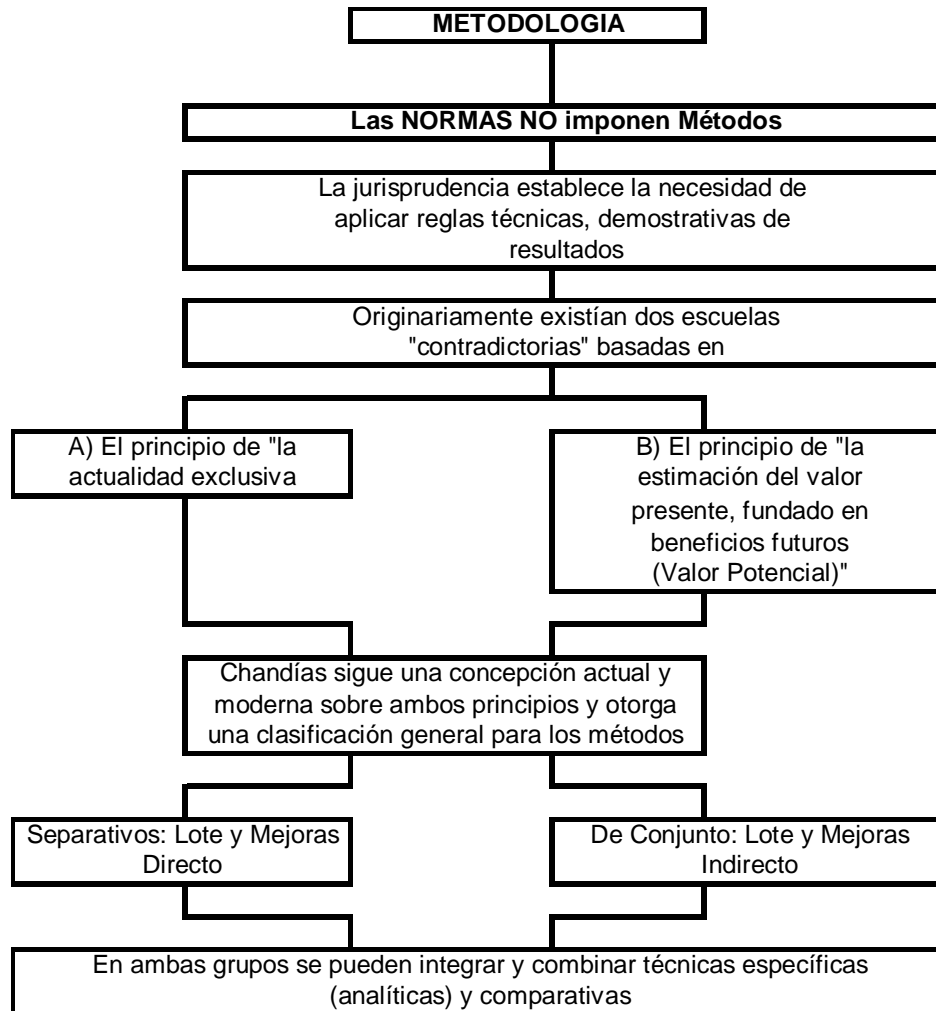 METODOLOGIA
Las NORMAS NO imponen Métodos
La jurisprudencia establece la necesidad de
aplicar reglas técnicas, demostrativas de
resultados
Originariamente existían dos escuelas
"contradictorias" basadas en
A) El principio de "la
actualidad exclusiva
B) El principio de "la
estimación del valor
presente, fundado en
beneficios futuros
(Valor Potencial)"
Chandías sigue una concepción actual y
moderna sobre ambos principios y otorga
una clasificación general para los métodos
Separativos: Lote y Mejoras
Directo
De Conjunto: Lote y Mejoras
Indirecto
En ambas grupos se pueden integrar y combinar técnicas específicas
(analíticas) y comparativas